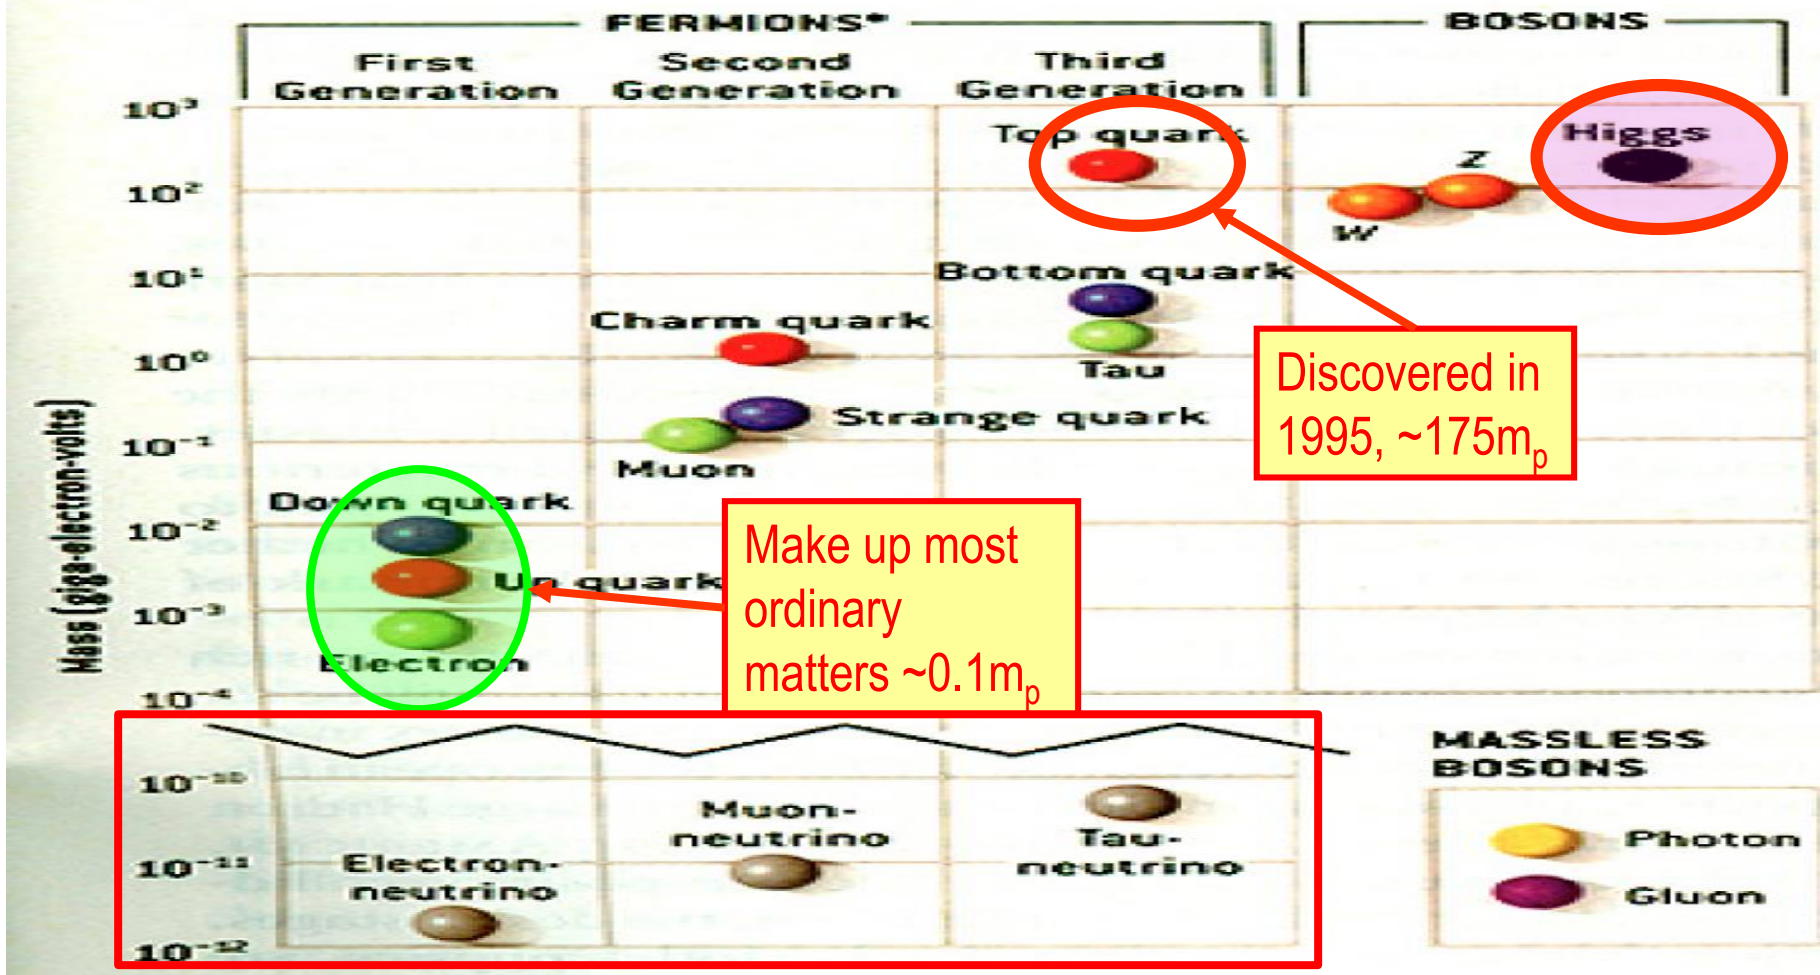 FERMIONS*
BOSONS
First
Generation
Second
Generation
Third
Generation
10³
10²
10¹
10⁰
10⁻¹
10⁻²
10⁻³
10⁻⁴
10⁻¹⁰
10⁻¹¹
10⁻¹²
Mass (giga-electron-volts)
Top quark
Higgs
Z
W
Bottom quark
Charm quark
Tau
Strange quark
Muon
Down quark
Up quark
Electron
Discovered in
1995, ~175mₚ
Make up most
ordinary
matters ~0.1mₚ
Muon-
neutrino
Tau-
neutrino
Electron-
neutrino
MASSLESS
BOSONS
Photon
Gluon